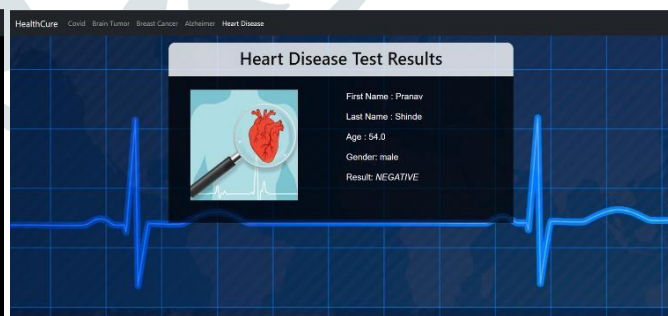 HealthCure Covid Brain Tumor Breast Cancer Alzheimer Heart Disease
Heart Disease Test Results
First Name : Pranav
Last Name : Shinde
Age : 54.0
Gender: male
Result: NEGATIVE